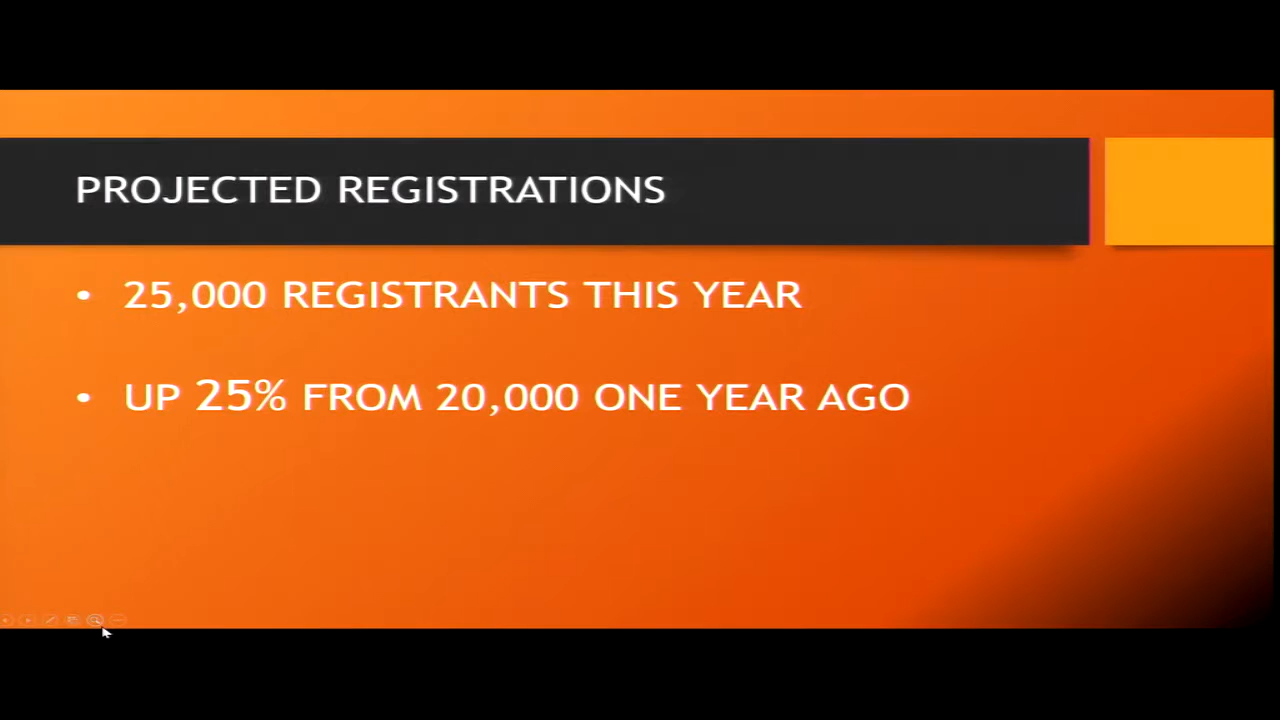 PROJECTED REGISTRATIONS
• 25,000 REGISTRANTS THIS YEAR
• UP 25% FROM 20,000 ONE YEAR AGO